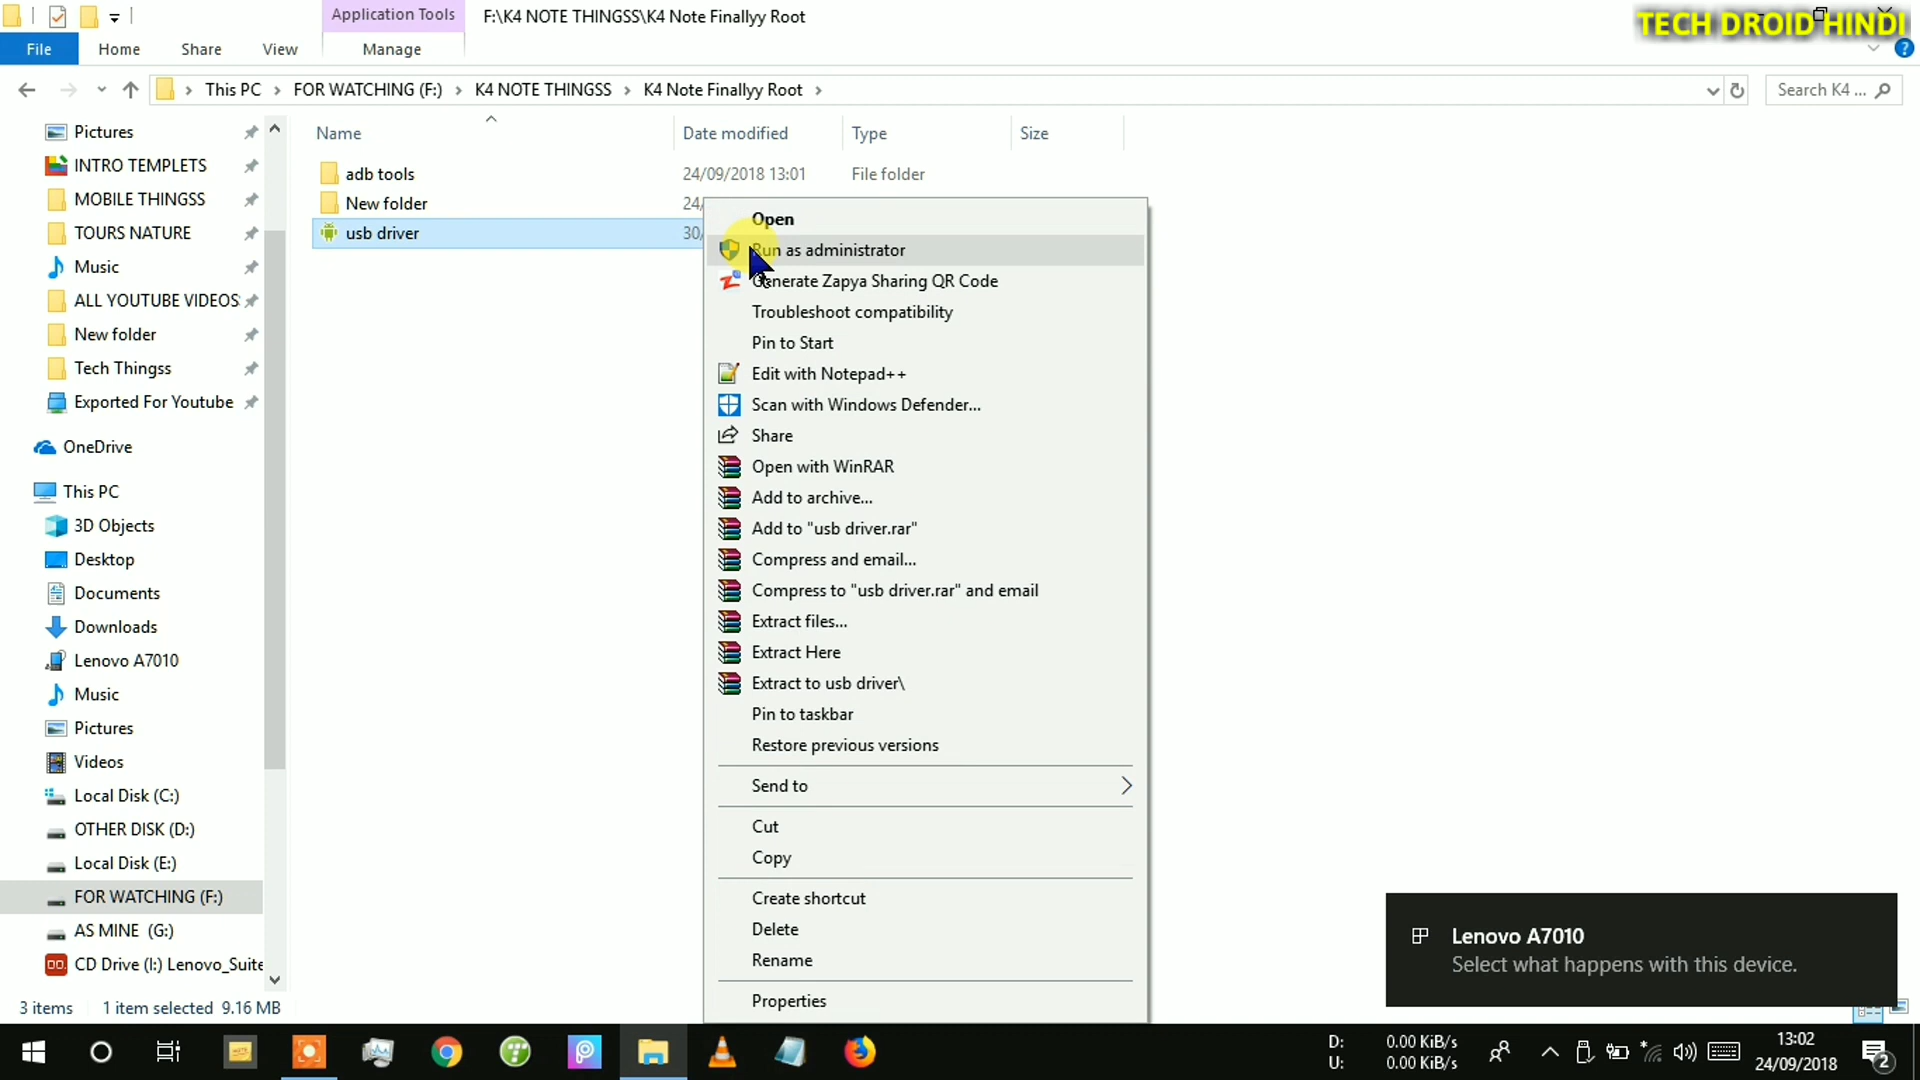 Application Tools
F:\K4 NOTE THINGSS\K4 Note Finallyy Root
TECH DROID HINDI
File
Home
Share
View
Manage
This PC
FOR WATCHING (F:)
K4 NOTE THINGSS
K4 Note Finallyy Root
Search K4 ...
Name
Date modified
Type
Size
adb tools
24/09/2018 13:01
File folder
New folder
24/
usb driver
30/
Pictures
INTRO TEMPLETS
MOBILE THINGSS
TOURS NATURE
Music
ALL YOUTUBE VIDEOS
New folder
Tech Thingss
Exported For Youtube
OneDrive
This PC
3D Objects
Desktop
Documents
Downloads
Lenovo A7010
Music
Pictures
Videos
Local Disk (C:)
OTHER DISK (D:)
Local Disk (E:)
FOR WATCHING (F:)
AS MINE (G:)
CD Drive (I:) Lenovo_Suite
Open
Run as administrator
Generate Zapya Sharing QR Code
Troubleshoot compatibility
Pin to Start
Edit with Notepad++
Scan with Windows Defender...
Share
Open with WinRAR
Add to archive...
Add to "usb driver.rar"
Compress and email...
Compress to "usb driver.rar" and email
Extract files...
Extract Here
Extract to usb driver\
Pin to taskbar
Restore previous versions
Send to
Cut
Copy
Create shortcut
Delete
Rename
Properties
Lenovo A7010
Select what happens with this device.
3 items
1 item selected 9.16 MB
D: 0.00 KiB/s
U: 0.00 KiB/s
13:02
24/09/2018
2